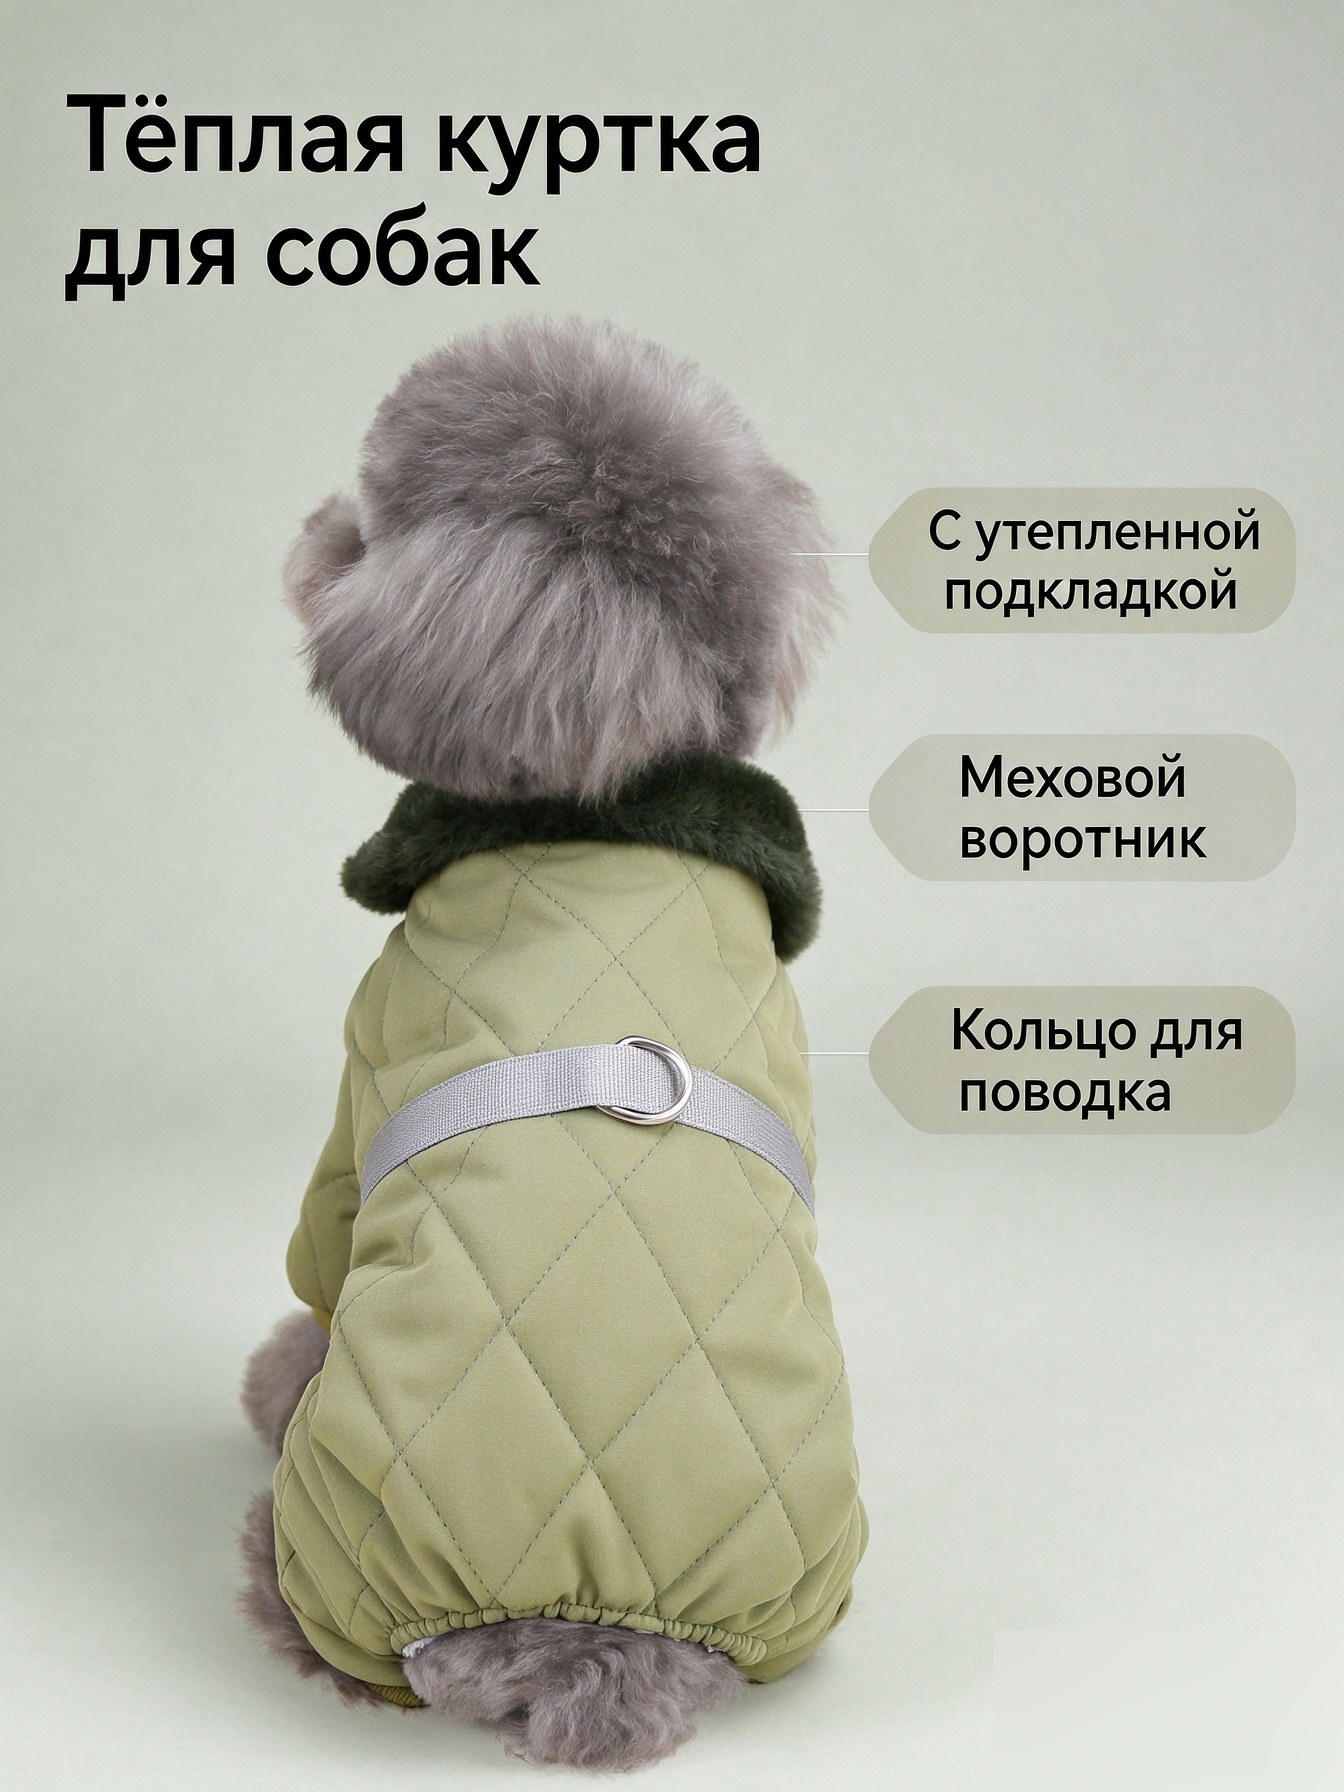 Тёплая куртка
для собак
С утепленной
подкладкой
Меховой
воротник
Кольцо для
поводка